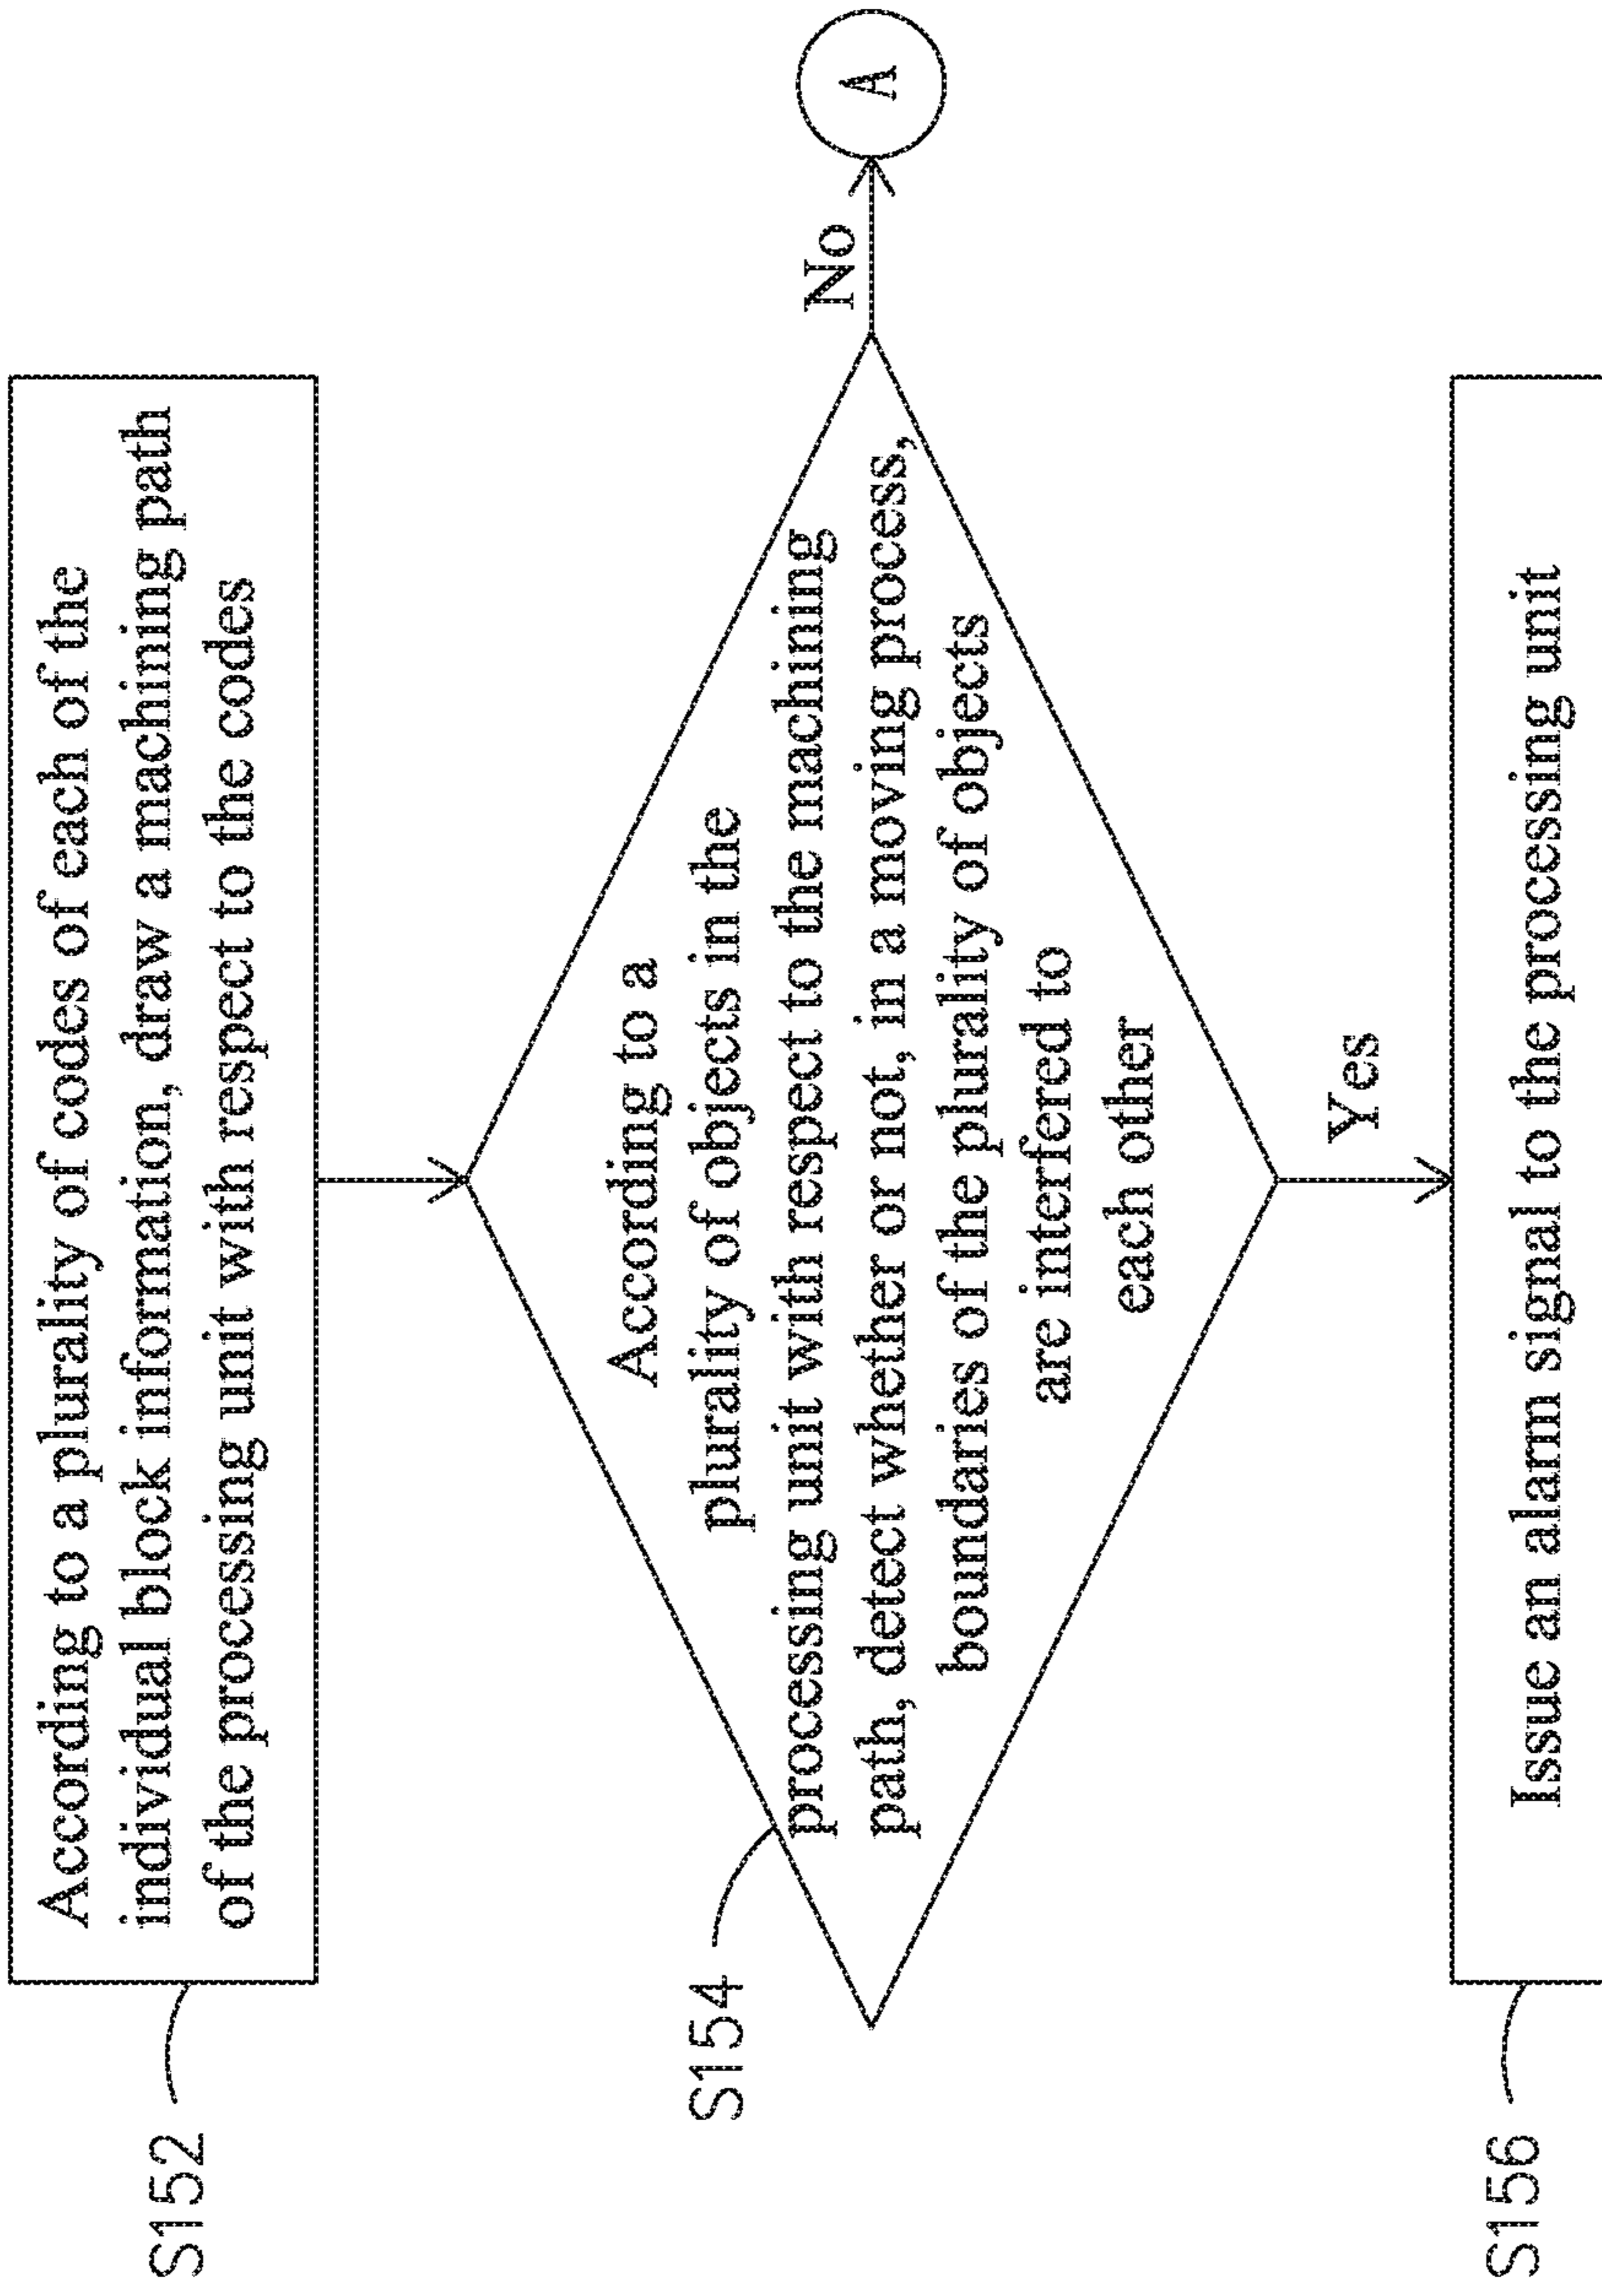 S152
According to a plurality of codes of each of the
individual block information, draw a machining path
of the processing unit with respect to the codes
S154
According to a
plurality of objects in the
processing unit with respect to the machining
path, detect whether or not, in a moving process,
boundaries of the plurality of objects
are interfered to
each other
No
A
Yes
S156
Issue an alarm signal to the processing unit